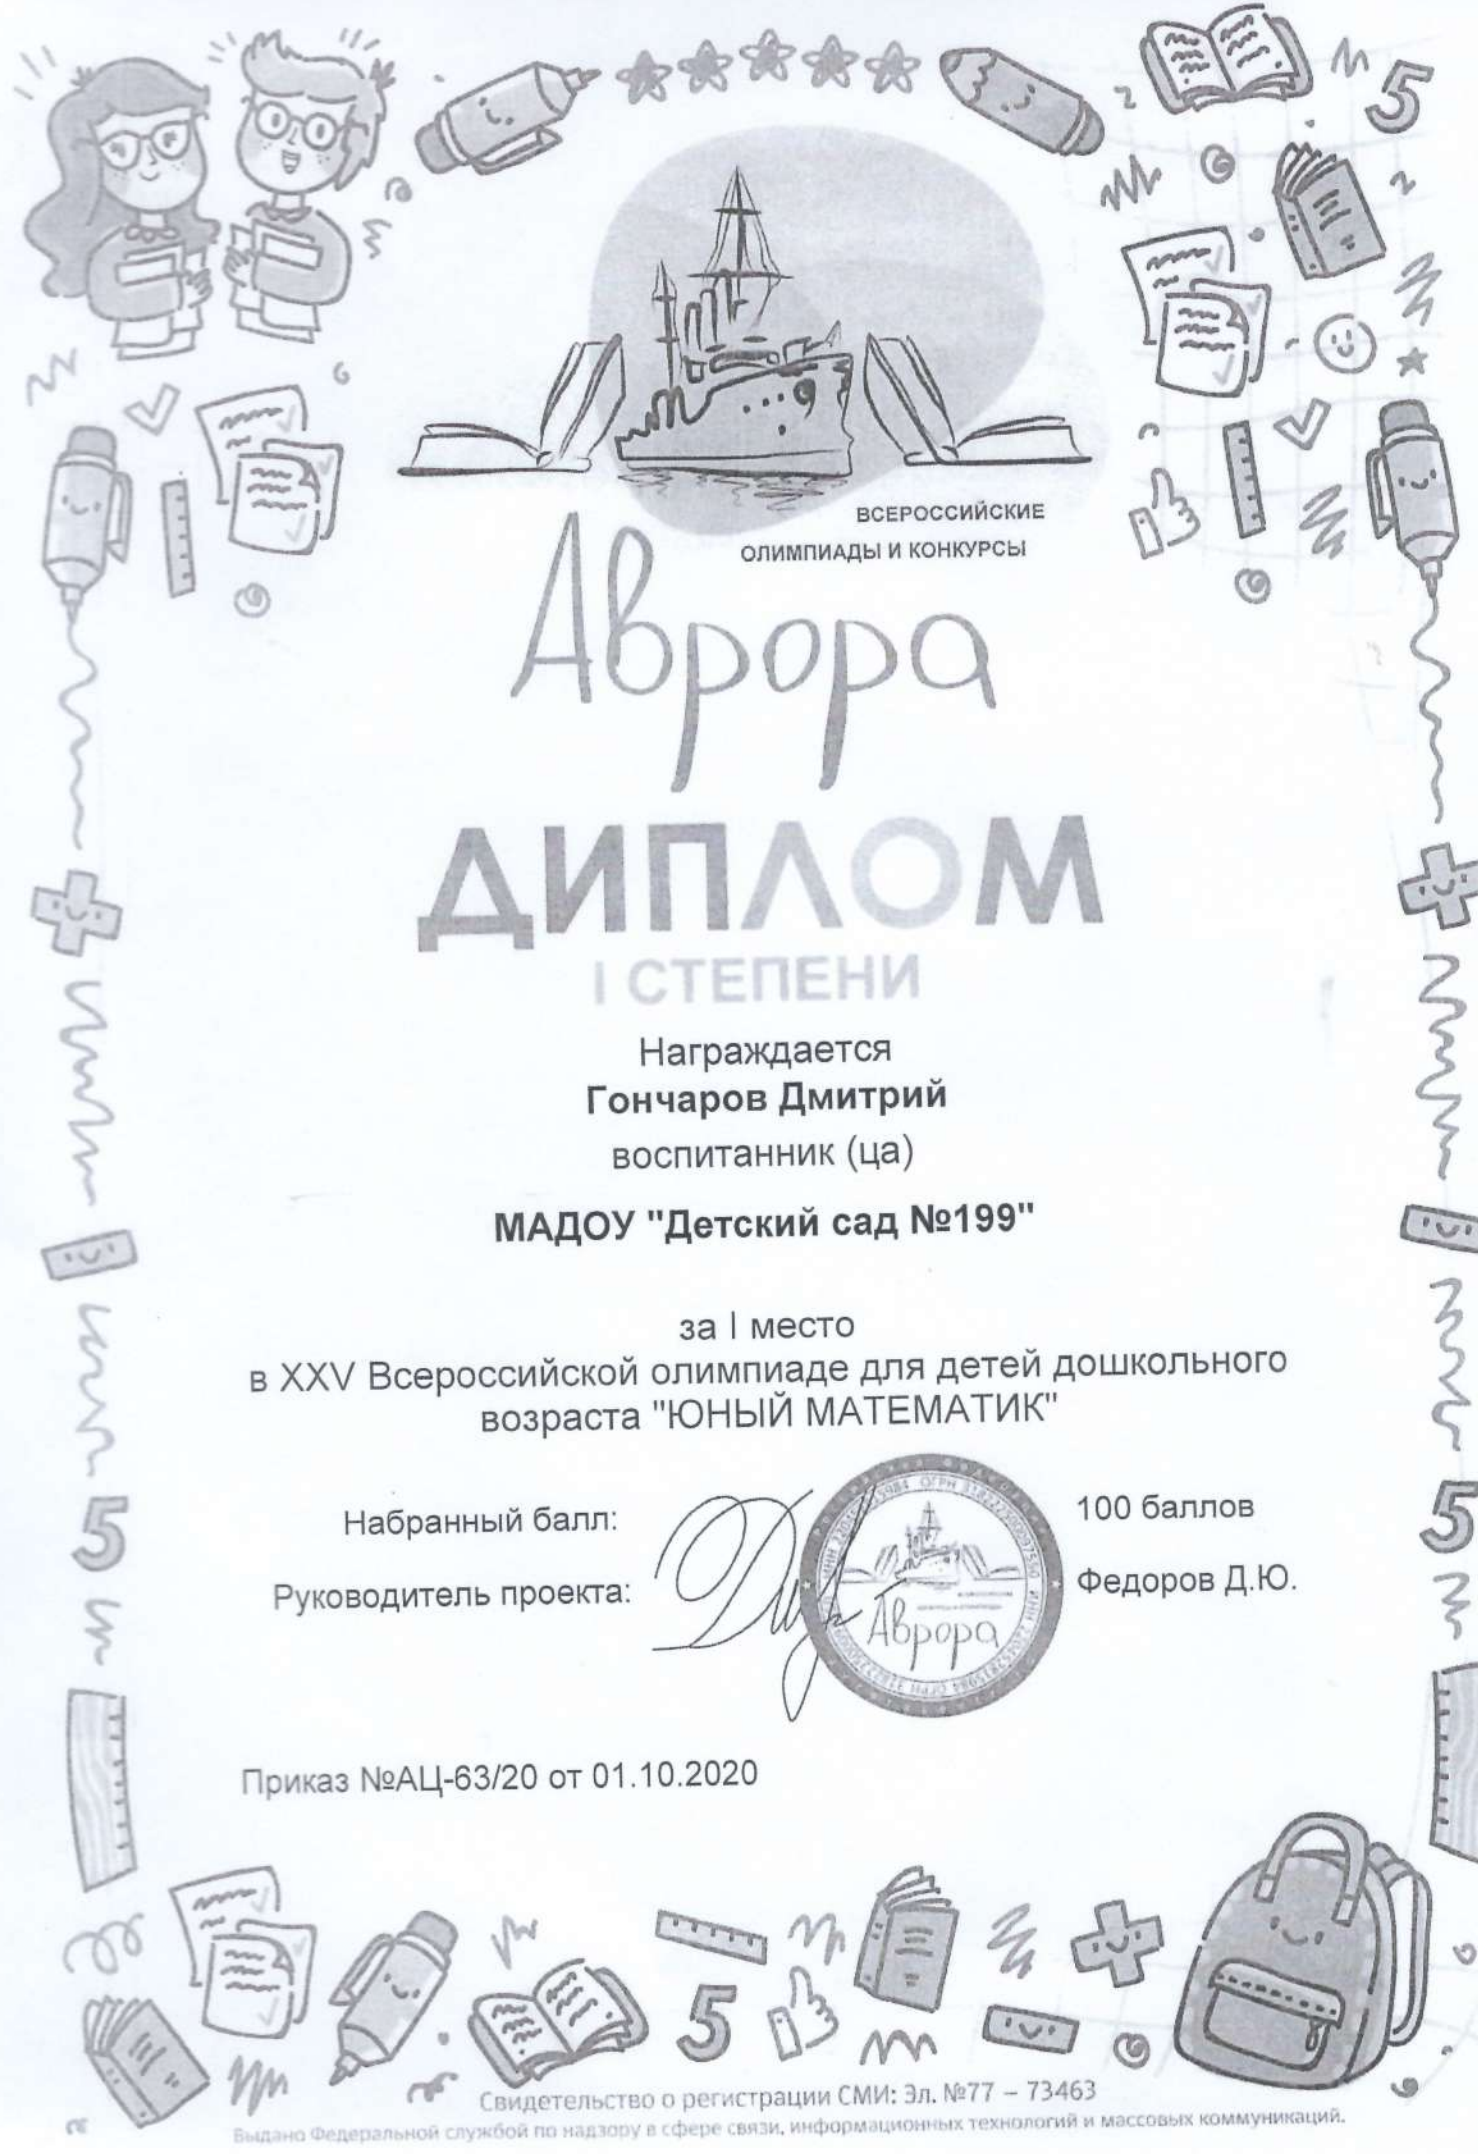 ВСЕРОССИЙСКИЕ
ОЛИМПИАДЫ И КОНКУРСЫ
Аврора
ДИПЛОМ
I СТЕПЕНИ
Награждается
Гончаров Дмитрий
воспитанник (ца)
МАДОУ "Детский сад №199"
за I место
в XXV Всероссийской олимпиаде для детей дошкольного
возраста "ЮНЫЙ МАТЕМАТИК"
Набранный балл: 100 баллов
Руководитель проекта: Федоров Д.Ю.
Аврора
Приказ №АЦ-63/20 от 01.10.2020
Свидетельство о регистрации СМИ: Эл. №77 – 73463
Выдано Федеральной службой по надзору в сфере связи, информационных технологий и массовых коммуникаций.